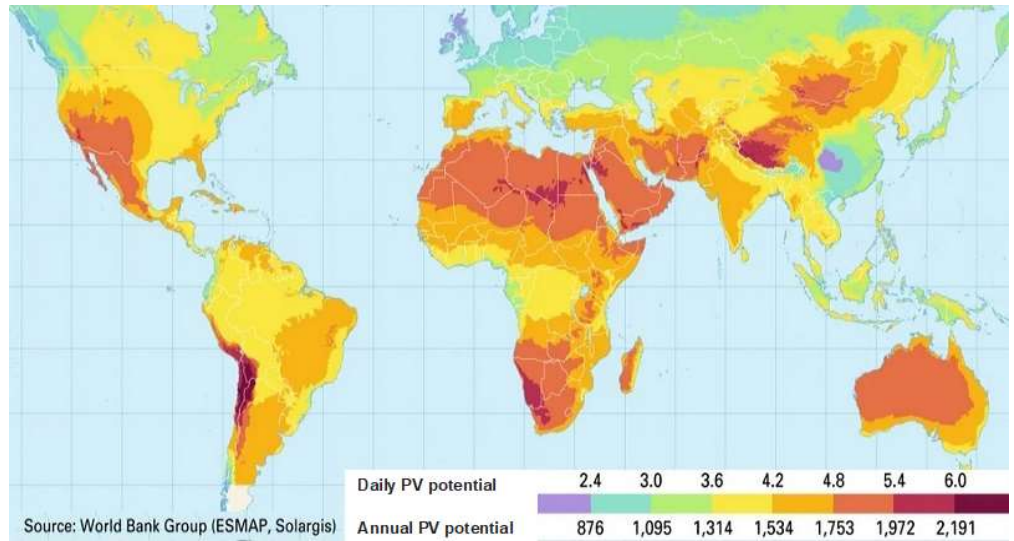 Daily PV potential 2.4 3.0 3.6 4.2 4.8 5.4 6.0
Source: World Bank Group (ESMAP, Solargis) Annual PV potential 876 1,095 1,314 1,534 1,753 1,972 2,191